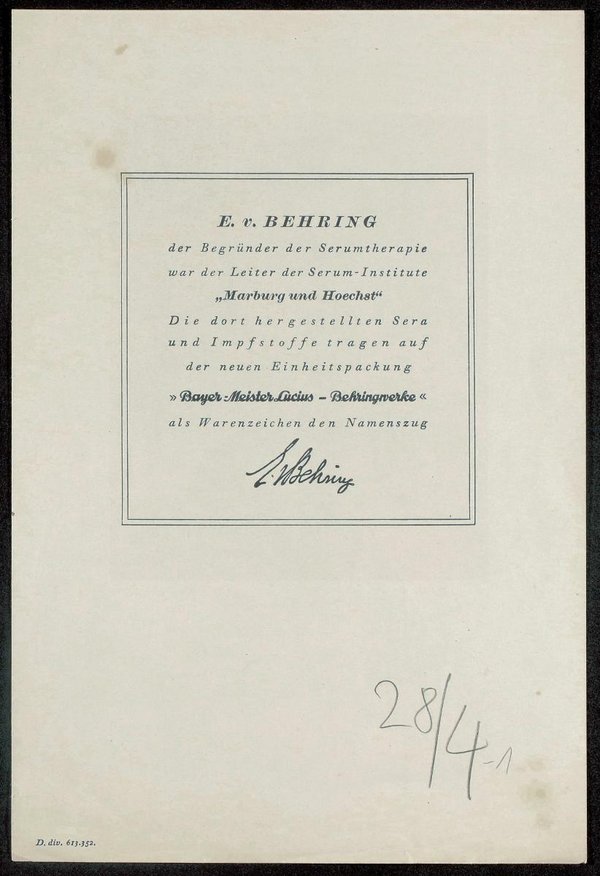 E. v. BEHRING
der Begründer der Serumtherapie
war der Leiter der Serum-Institute
„Marburg und Hoechst“
Die dort hergestellten Sera
und Impfstoffe tragen auf
der neuen Einheitspackung
» Bayer-Meister Lucius – Behringwerke «
als Warenzeichen den Namenszug
E. v. Behring
28/4-1
D. div. 613.352.